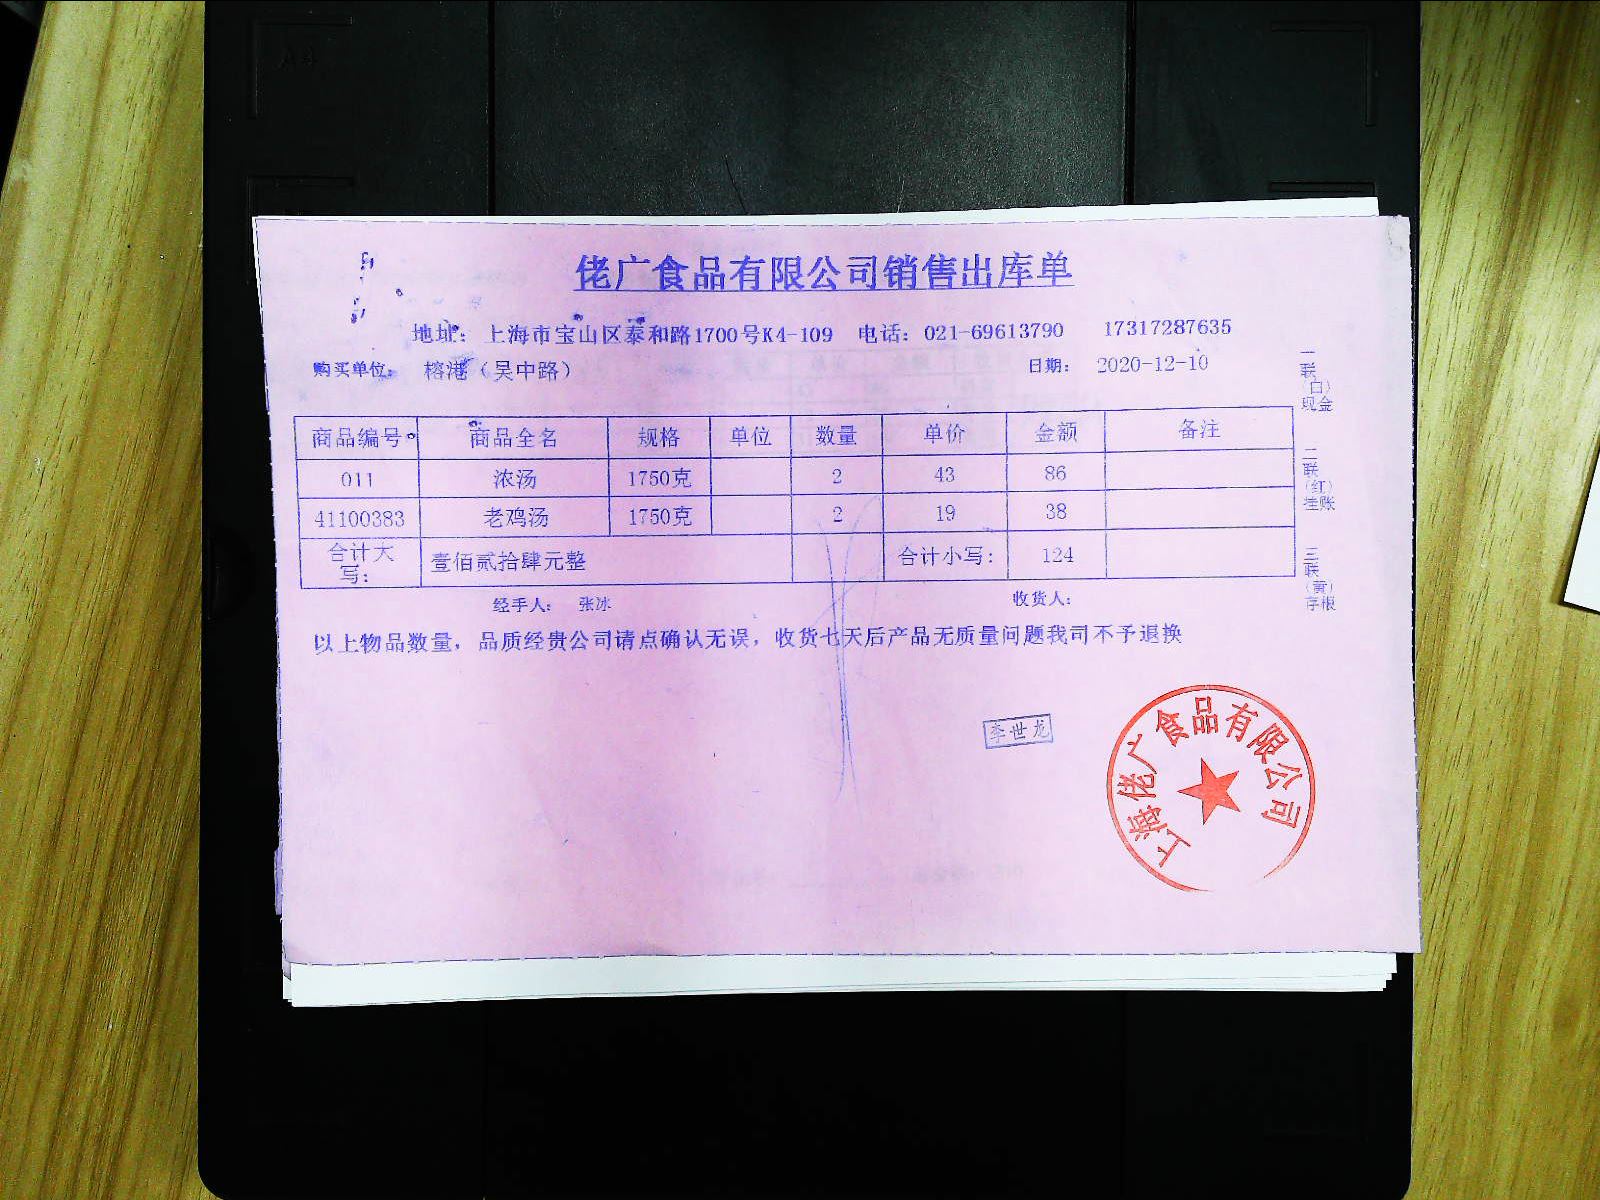 佬广食品有限公司销售出库单
地址：上海市宝山区泰和路1700号K4-109 电话：021-69613790 17317287635
购买单位： 榕港（吴中路） 日期： 2020-12-10
商品编号 商品全名 规格 单位 数量 单价 金额 备注
011 浓汤 1750克 2 43 86
41100383 老鸡汤 1750克 2 19 38
合计大写： 壹佰贰拾肆元整 合计小写： 124
经手人： 张冰 收货人：
以上物品数量，品质经贵公司请点确认无误，收货七天后产品无质量问题我司不予退换
一联（白）现金
二联（红）挂账
三联（黄）存根
李世龙
上海佬广食品有限公司